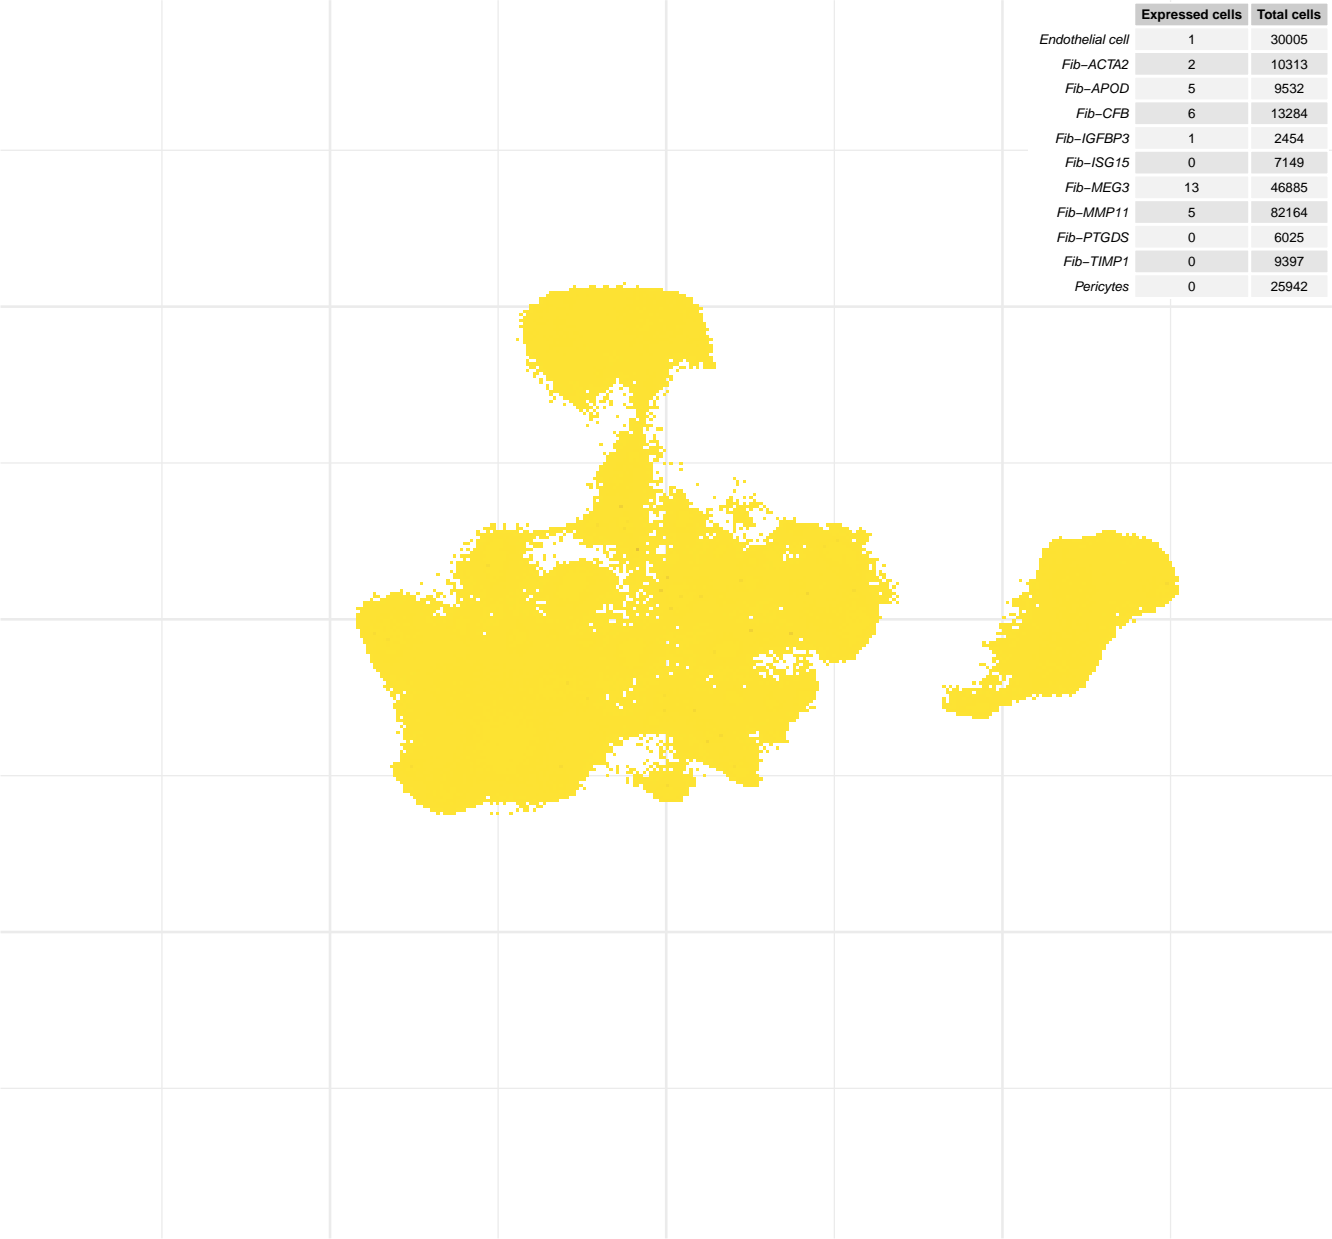 Expressed cells Total cells
Endothelial cell 1 30005
Fib−ACTA2 2 10313
Fib−APOD 5 9532
Fib−CFB 6 13284
Fib−IGFBP3 1 2454
Fib−ISG15 0 7149
Fib−MEG3 13 46885
Fib−MMP11 5 82164
Fib−PTGDS 0 6025
Fib−TIMP1 0 9397
Pericytes 0 25942